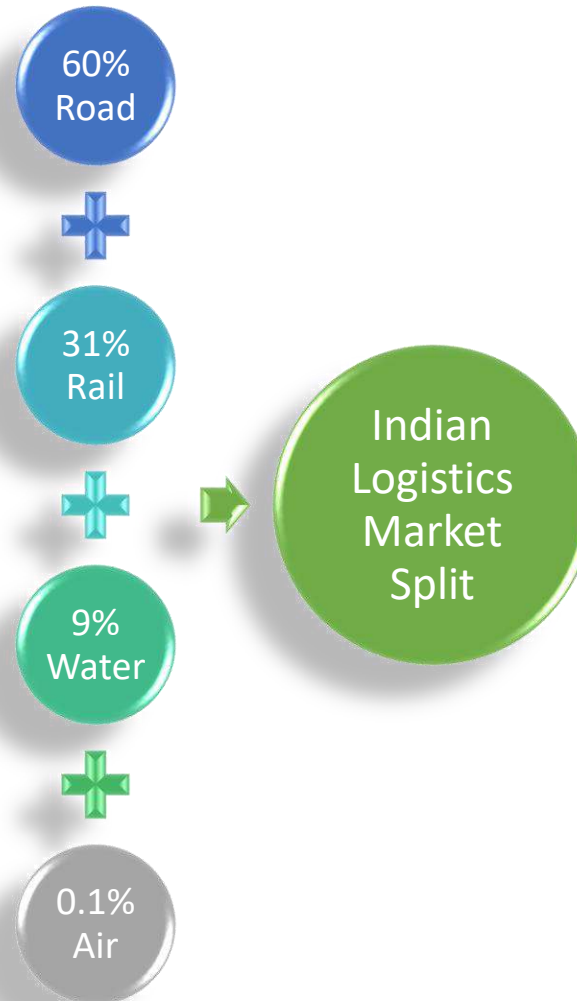 60%
Road
31%
Rail
9%
Water
0.1%
Air
Indian
Logistics
Market
Split